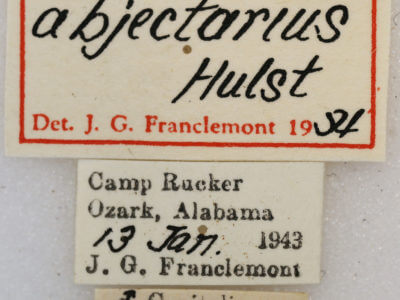 abjectarius
Hulst
Det. J. G. Franclemont 1934
Camp Rucker
Ozark, Alabama
13 Jan. 1943
J. G. Franclemont